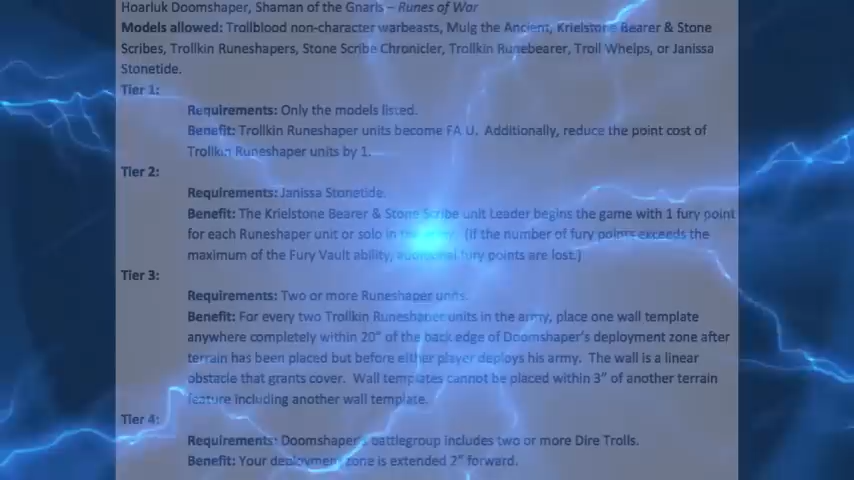 Hoarluk Doomshaper, Shaman of the Gnarls – Runes of War
Models allowed: Trollblood non-character warbeasts, Mulg the Ancient, Krielstone Bearer & Stone
Scribes, Trollkin Runeshapers, Stone Scribe Chronicler, Trollkin Runebearer, Troll Whelps, or Janissa
Stonetide.
Tier 1:
Requirements: Only the models listed.
Benefit: Trollkin Runeshaper units become FA U. Additionally, reduce the point cost of
Trollkin Runeshaper units by 1.
Tier 2:
Requirements: Janissa Stonetide.
Benefit: The Krielstone Bearer & Stone Scribe unit Leader begins the game with 1 fury point
for each Runeshaper unit or solo in (If the number of fury points exceeds the
maximum of the Fury Vault ability, additional fury points are lost.)
Tier 3:
Requirements: Two or more Runeshaper units.
Benefit: For every two Trollkin Runeshaper units in the army, place one wall template
anywhere completely within 20" of the back edge of Doomshaper's deployment zone after
terrain has been placed but before either player deploys his army. The wall is a linear
obstacle that grants cover. Wall templates cannot be placed within 3" of another terrain
feature including another wall template.
Tier 4:
Requirements: Doomshaper's battlegroup includes two or more Dire Trolls.
Benefit: Your deployment zone is extended 2" forward.